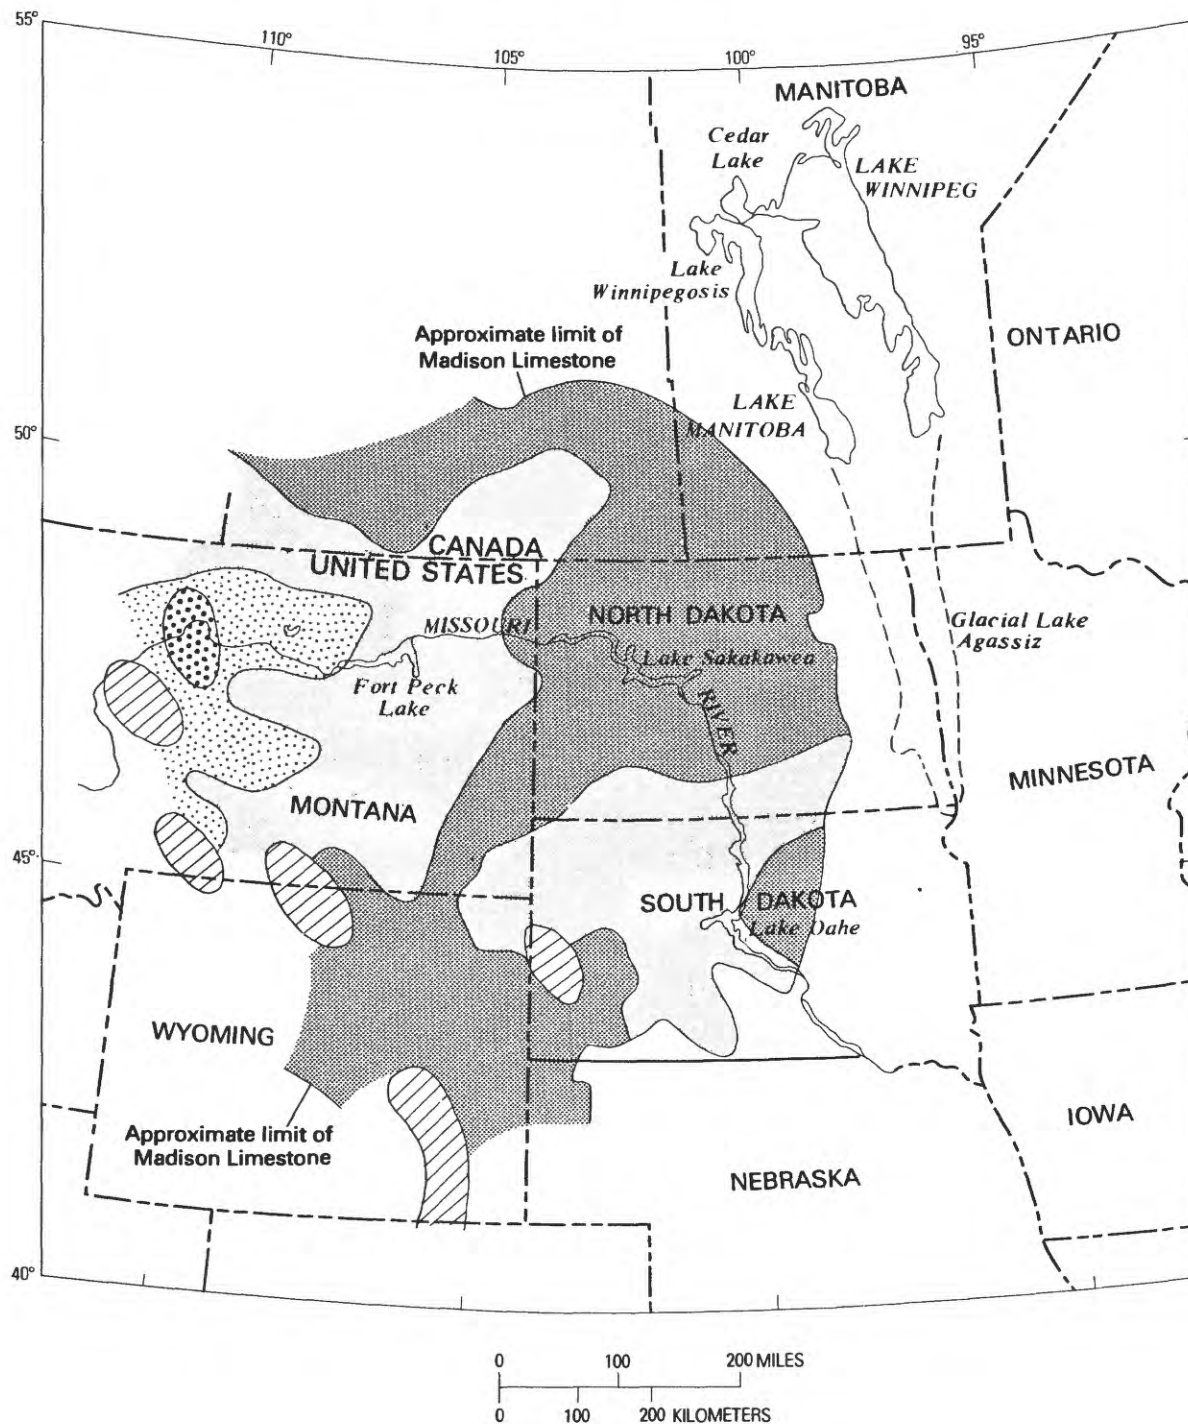 55°
110°
105°
100°
95°
MANITOBA
Cedar
Lake
LAKE
WINNIPEG
Lake
Winnipegosis
ONTARIO
Approximate limit of
Madison Limestone
LAKE
MANITOBA
50°
CANADA
UNITED STATES
NORTH DAKOTA
MISSOURI
Glacial Lake
Agassiz
Lake Sakakawea
Fort Peck
Lake
RIVER
MINNESOTA
MONTANA
45°
SOUTH DAKOTA
Lake Oahe
WYOMING
IOWA
Approximate limit of
Madison Limestone
NEBRASKA
40°
0 100 200 MILES
0 100 200 KILOMETERS